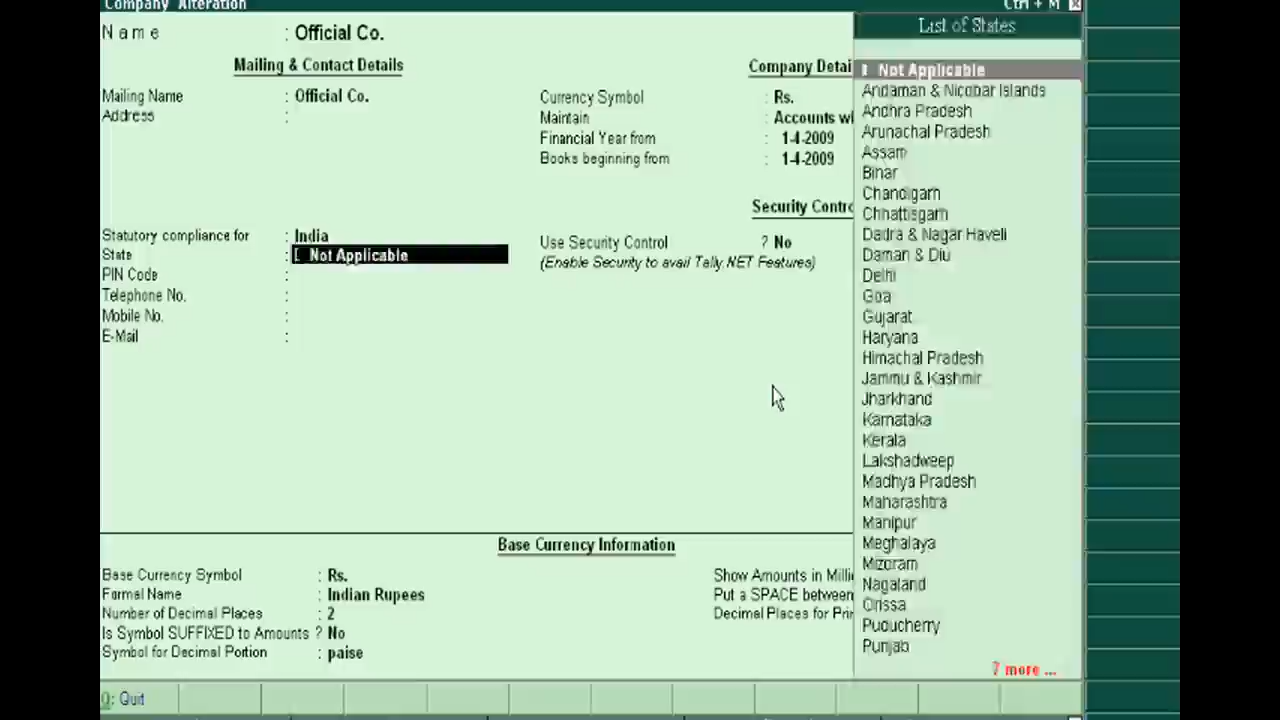 Company Alteration
Ctrl + M
Name : Official Co.
Mailing & Contact Details
Mailing Name : Official Co.
Address :
Statutory compliance for : India
State : Not Applicable
PIN Code :
Telephone No. :
Mobile No. :
E-Mail :
Company Detai
Currency Symbol : Rs.
Maintain : Accounts wi
Financial Year from : 1-4-2009
Books beginning from : 1-4-2009
Security Contro
Use Security Control ? No
(Enable Security to avail Tally.NET Features)
Base Currency Information
Base Currency Symbol : Rs.
Formal Name : Indian Rupees
Number of Decimal Places : 2
Is Symbol SUFFIXED to Amounts ? No
Symbol for Decimal Portion : paise
Show Amounts in Milli
Put a SPACE between
Decimal Places for Prin
List of States
Not Applicable
Andaman & Nicobar Islands
Andhra Pradesh
Arunachal Pradesh
Assam
Bihar
Chandigarh
Chhattisgarh
Dadra & Nagar Haveli
Daman & Diu
Delhi
Goa
Gujarat
Haryana
Himachal Pradesh
Jammu & Kashmir
Jharkhand
Karnataka
Kerala
Lakshadweep
Madhya Pradesh
Maharashtra
Manipur
Meghalaya
Mizoram
Nagaland
Orissa
Puducherry
Punjab
7 more ...
Q: Quit